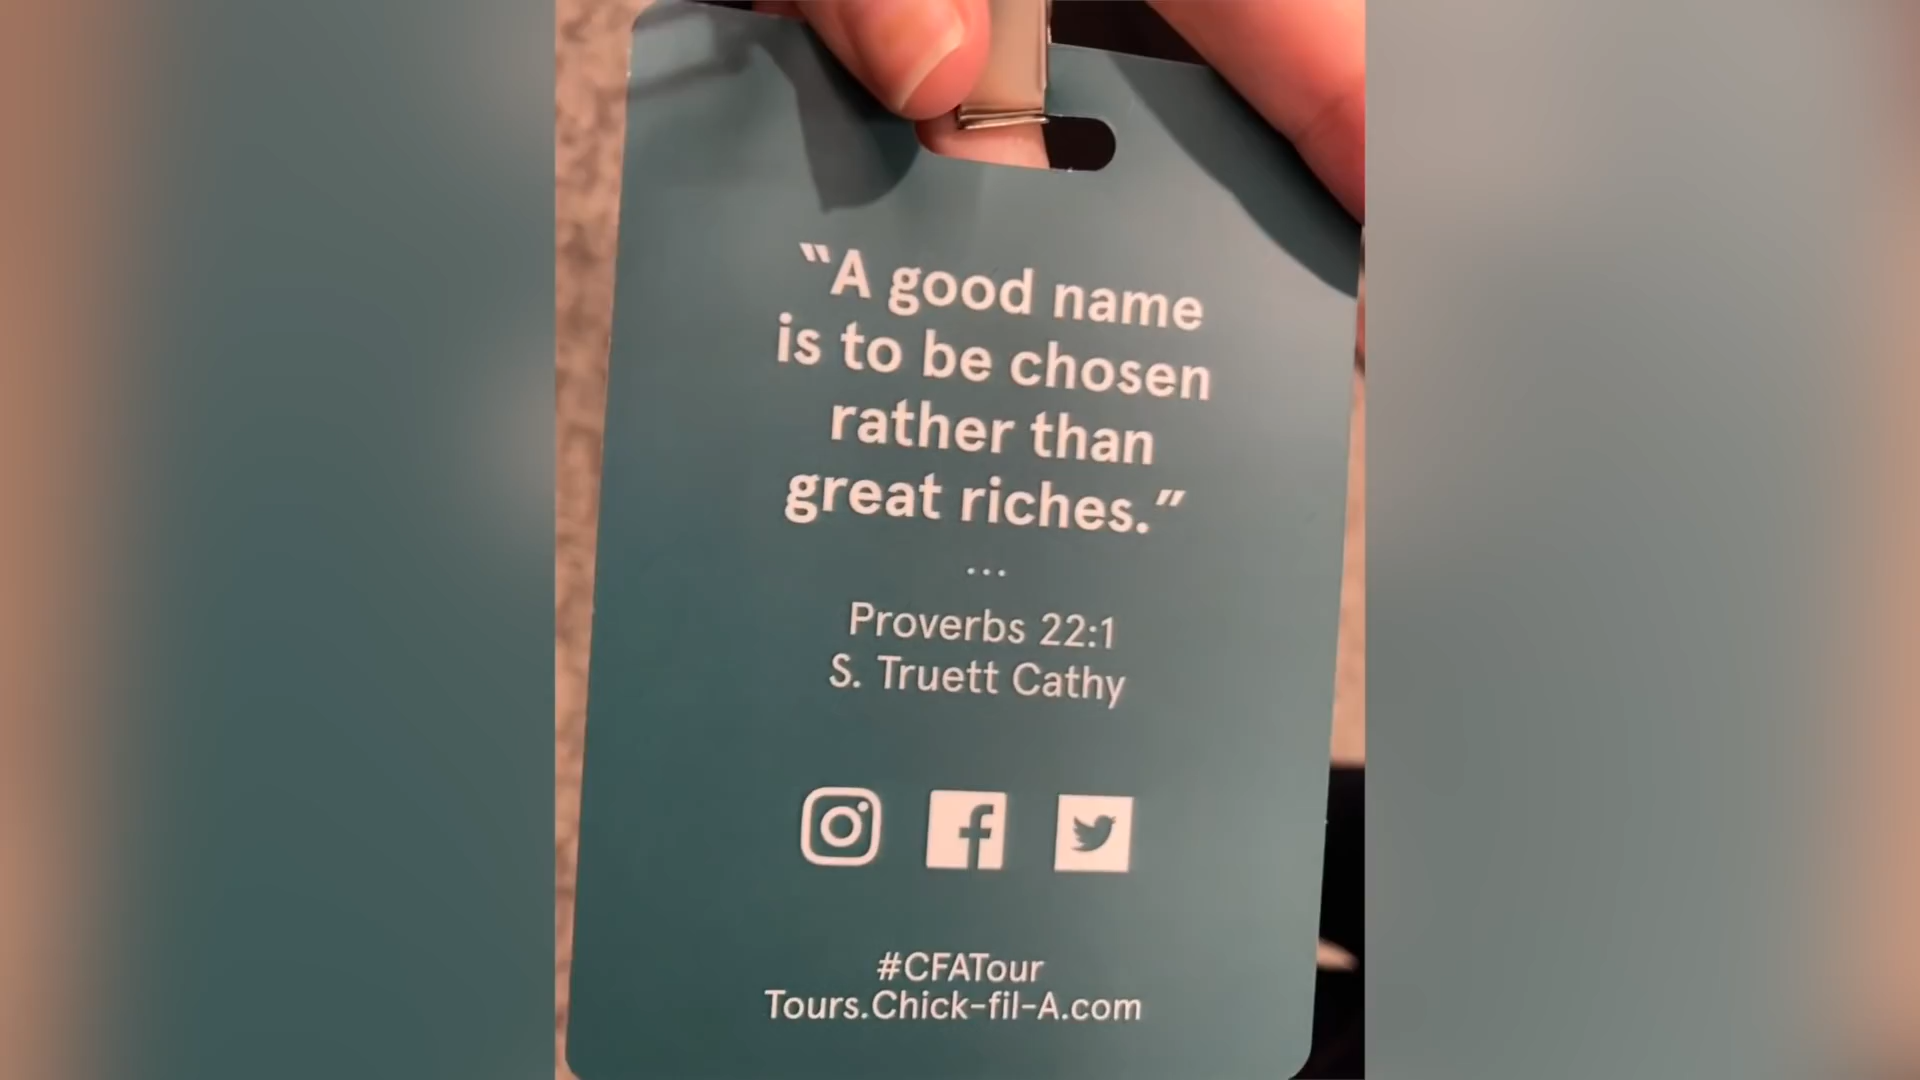 “A good name
is to be chosen
rather than
great riches.”
...
Proverbs 22:1
S. Truett Cathy
#CFATour
Tours.Chick-fil-A.com